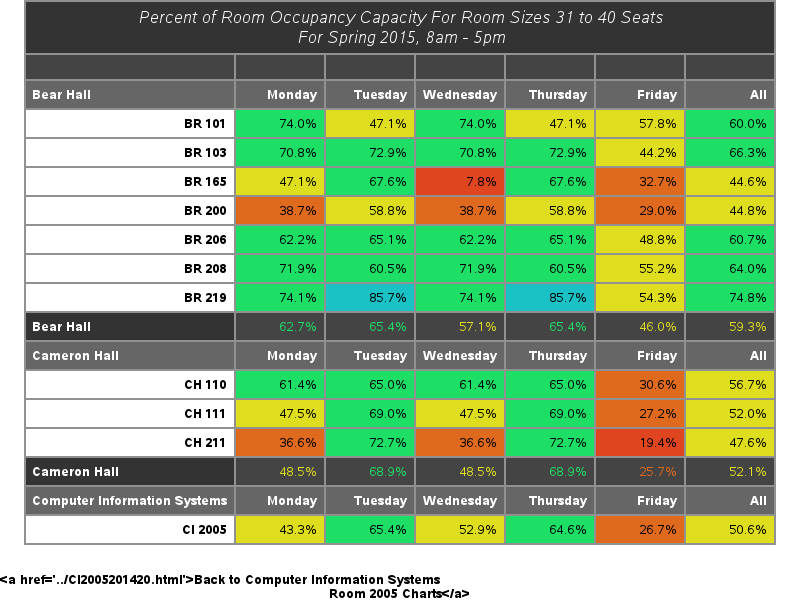 Percent of Room Occupancy Capacity For Room Sizes 31 to 40 Seats
For Spring 2015, 8am - 5pm
Bear Hall Monday Tuesday Wednesday Thursday Friday All
BR 101 74.0% 47.1% 74.0% 47.1% 57.8% 60.0%
BR 103 70.8% 72.9% 70.8% 72.9% 44.2% 66.3%
BR 165 47.1% 67.6% 7.8% 67.6% 32.7% 44.6%
BR 200 38.7% 58.8% 38.7% 58.8% 29.0% 44.8%
BR 206 62.2% 65.1% 62.2% 65.1% 48.8% 60.7%
BR 208 71.9% 60.5% 71.9% 60.5% 55.2% 64.0%
BR 219 74.1% 85.7% 74.1% 85.7% 54.3% 74.8%
Bear Hall 62.7% 65.4% 57.1% 65.4% 46.0% 59.3%
Cameron Hall Monday Tuesday Wednesday Thursday Friday All
CH 110 61.4% 65.0% 61.4% 65.0% 30.6% 56.7%
CH 111 47.5% 69.0% 47.5% 69.0% 27.2% 52.0%
CH 211 36.6% 72.7% 36.6% 72.7% 19.4% 47.6%
Cameron Hall 48.5% 68.9% 48.5% 68.9% 25.7% 52.1%
Computer Information Systems Monday Tuesday Wednesday Thursday Friday All
CI 2005 43.3% 65.4% 52.9% 64.6% 26.7% 50.6%
<a href='../CI2005201420.html'>Back to Computer Information Systems
Room 2005 Charts</a>